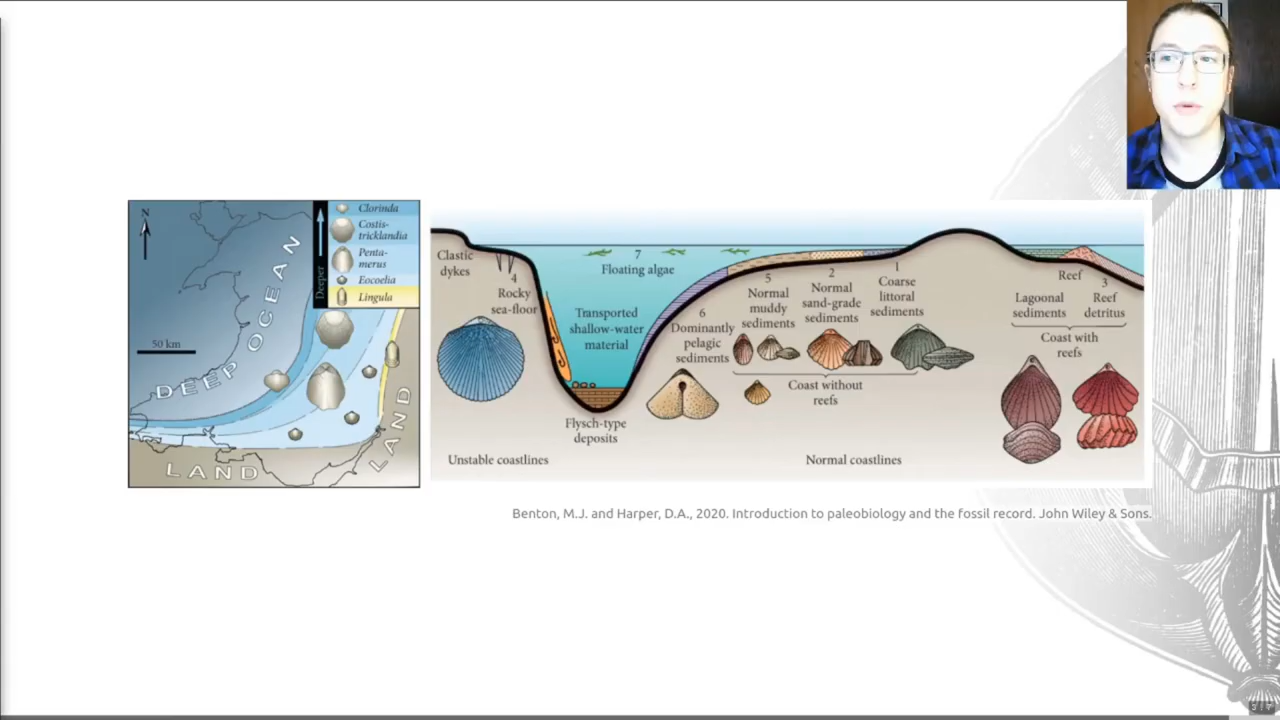 N
Clorinda
Costis-
tricklandia
Penta-
merus
Eocoelia
Lingula
Deeper
DEEP OCEAN
50 km
LAND
LAND
Clastic
dykes
4
Rocky
sea-floor
7
Floating algae
Transported
shallow-water
material
Flysch-type
deposits
6
Dominantly
pelagic
sediments
5
Normal
muddy
sediments
2
Normal
sand-grade
sediments
1
Coarse
littoral
sediments
Coast without
reefs
Reef
Lagoonal
sediments
3
Reef
detritus
Coast with
reefs
Unstable coastlines
Normal coastlines
Benton, M.J. and Harper, D.A., 2020. Introduction to paleobiology and the fossil record. John Wiley & Sons.
3 / 7